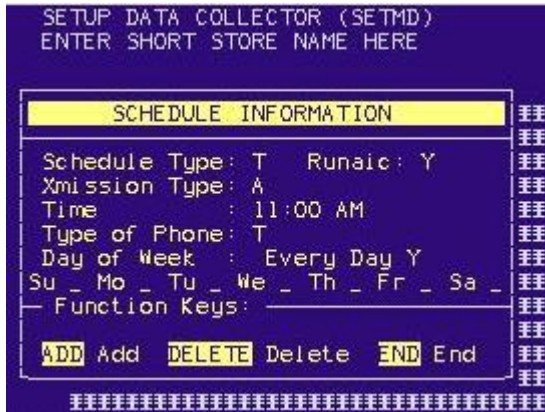 SETUP DATA COLLECTOR (SETMD)
ENTER SHORT STORE NAME HERE
SCHEDULE INFORMATION
Schedule Type: T Runaic: Y
Xmission Type: A
Time : 11:00 AM
Type of Phone: T
Day of Week : Every Day Y
Su _ Mo _ Tu _ We _ Th _ Fr _ Sa _
Function Keys:
ADD Add DELETE Delete END End